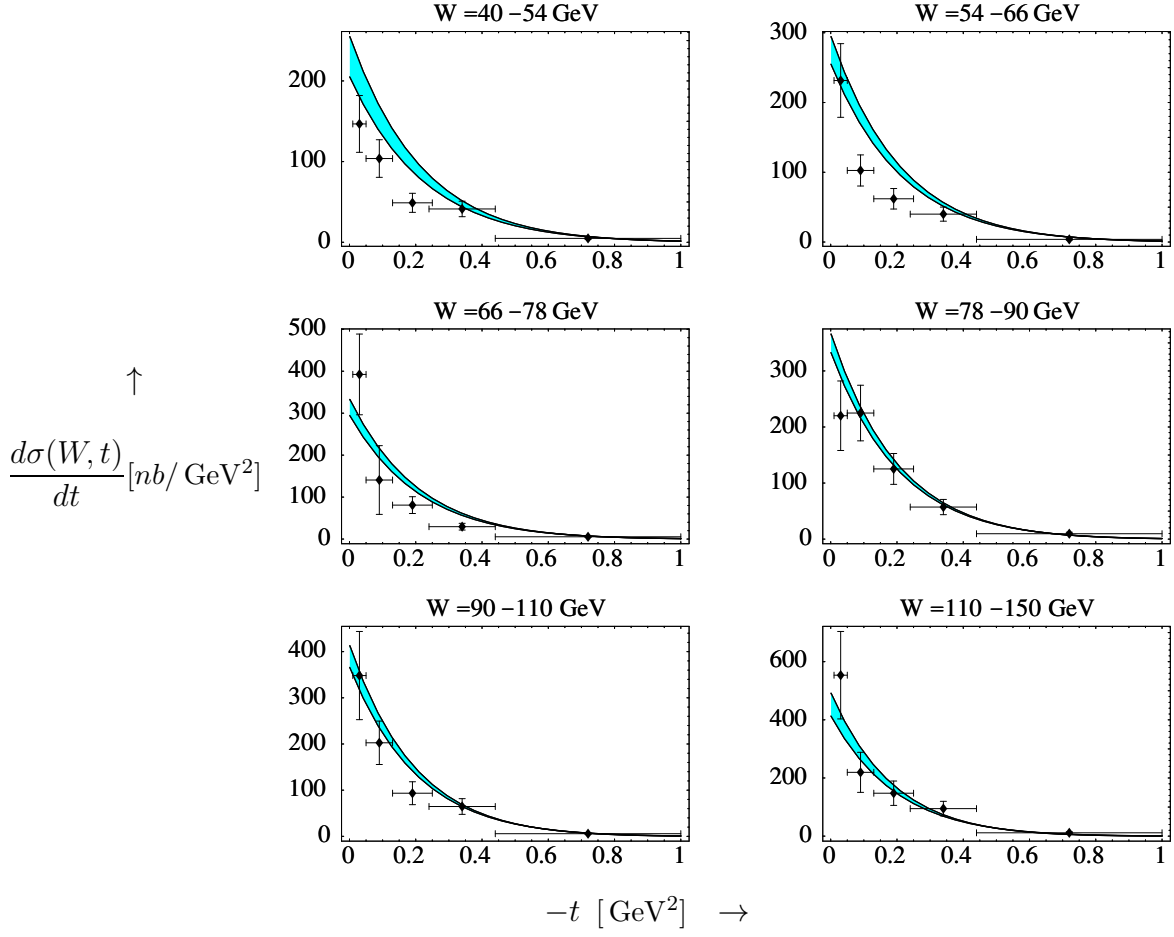 W =40 –54 GeV
200
100
0
0 0.2 0.4 0.6 0.8 1
W =54 –66 GeV
300
200
100
0
0 0.2 0.4 0.6 0.8 1
W =66 –78 GeV
500
400
300
200
100
0
0 0.2 0.4 0.6 0.8 1
W =78 –90 GeV
300
200
100
0
0 0.2 0.4 0.6 0.8 1
↑
dσ(W, t)
dt
[nb/ GeV²]
W =90 –110 GeV
400
300
200
100
0
0 0.2 0.4 0.6 0.8 1
W =110 –150 GeV
600
400
200
0
0 0.2 0.4 0.6 0.8 1
−t [ GeV²] →